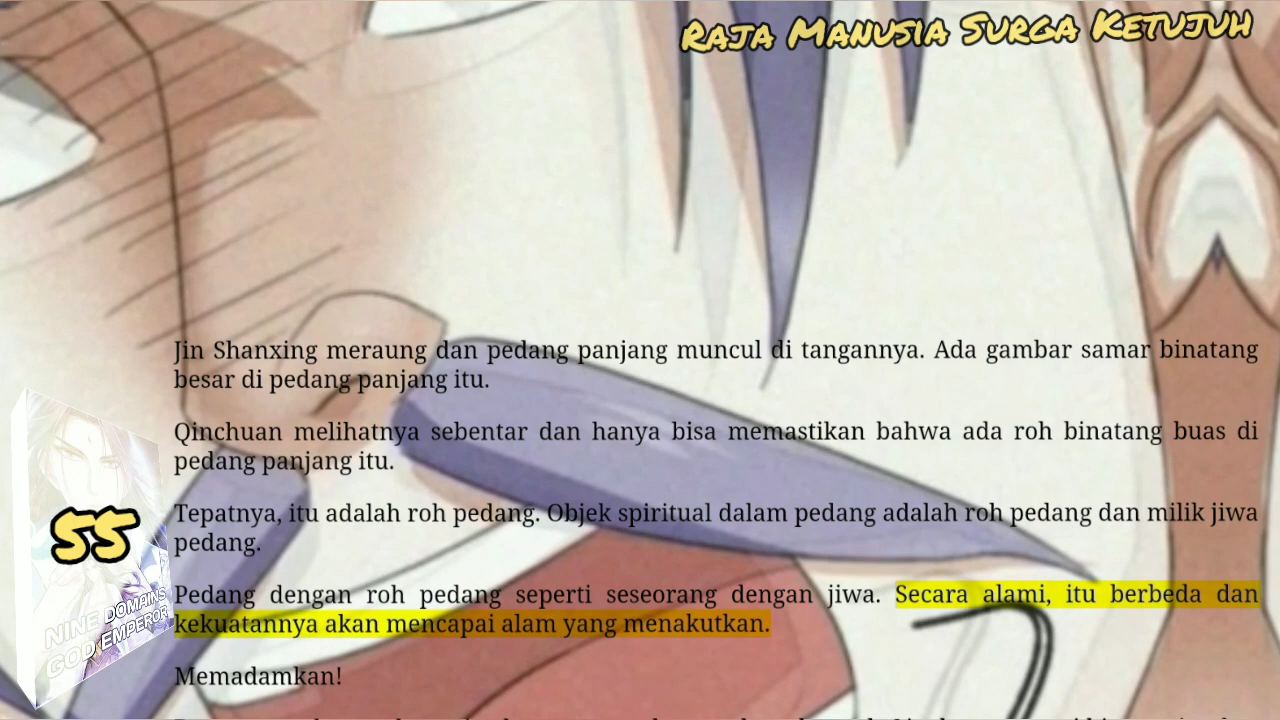 Raja Manusia Surga Ketujuh
Jin Shanxing meraung dan pedang panjang muncul di tangannya. Ada gambar samar binatang
besar di pedang panjang itu.
Qinchuan melihatnya sebentar dan hanya bisa memastikan bahwa ada roh binatang buas di
pedang panjang itu.
Tepatnya, itu adalah roh pedang. Objek spiritual dalam pedang adalah roh pedang dan milik jiwa
pedang.
Pedang dengan roh pedang seperti seseorang dengan jiwa. Secara alami, itu berbeda dan
kekuatannya akan mencapai alam yang menakutkan.
Memadamkan!
55
NINE DOMAINS
GOD EMPEROR